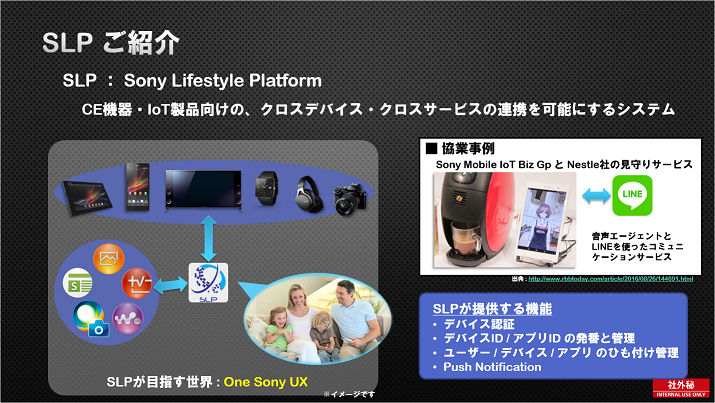 SLP ご紹介
SLP ： Sony Lifestyle Platform
CE機器・IoT製品向けの、クロスデバイス・クロスサービスの連携を可能にするシステム
SLP
SLPが目指す世界 : One Sony UX
※イメージです
■ 協業事例
Sony Mobile IoT Biz Gp と Nestle社の見守りサービス
LINE
音声エージェントと
LINEを使ったコミュニ
ケーションサービス
出典 : http://www.rbbtoday.com/article/2016/08/26/144691.html
SLPが提供する機能
• デバイス認証
• デバイスID / アプリID の発番と管理
• ユーザー / デバイス / アプリ のひも付け管理
• Push Notification
社外秘
INTERNAL USE ONLY